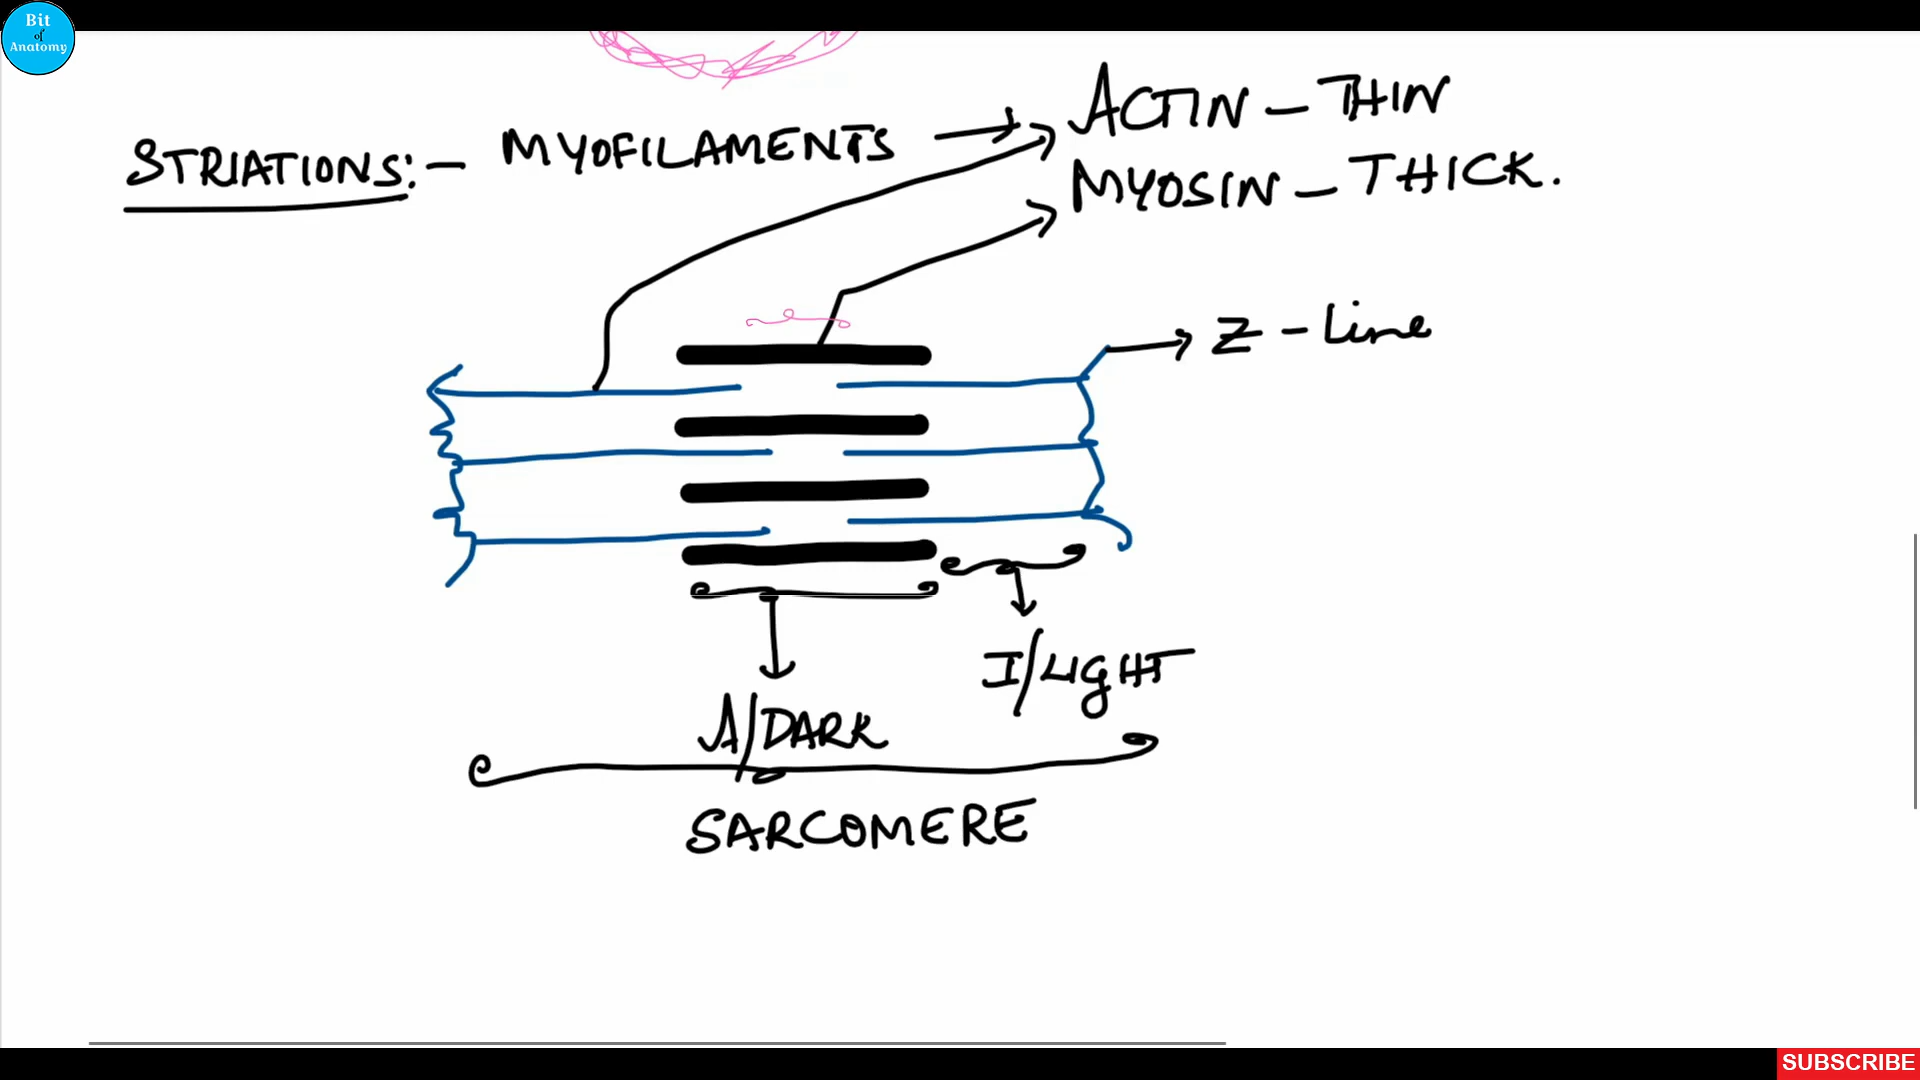 Bit
of
Anatomy
STRIATIONS:- MYOFILAMENTS → ACTIN - THIN
MYOSIN - THICK.
Z - Line
I/LIGHT
A/DARK
SARCOMERE
SUBSCRIBE